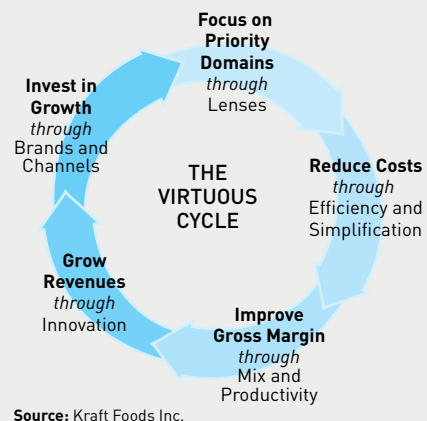 Focus on
Priority
Domains
through
Lenses
Reduce Costs
through
Efficiency and
Simplification
Improve
Gross Margin
through
Mix and
Productivity
Grow
Revenues
through
Innovation
Invest in
Growth
through
Brands and
Channels
THE
VIRTUOUS
CYCLE
Source: Kraft Foods Inc.